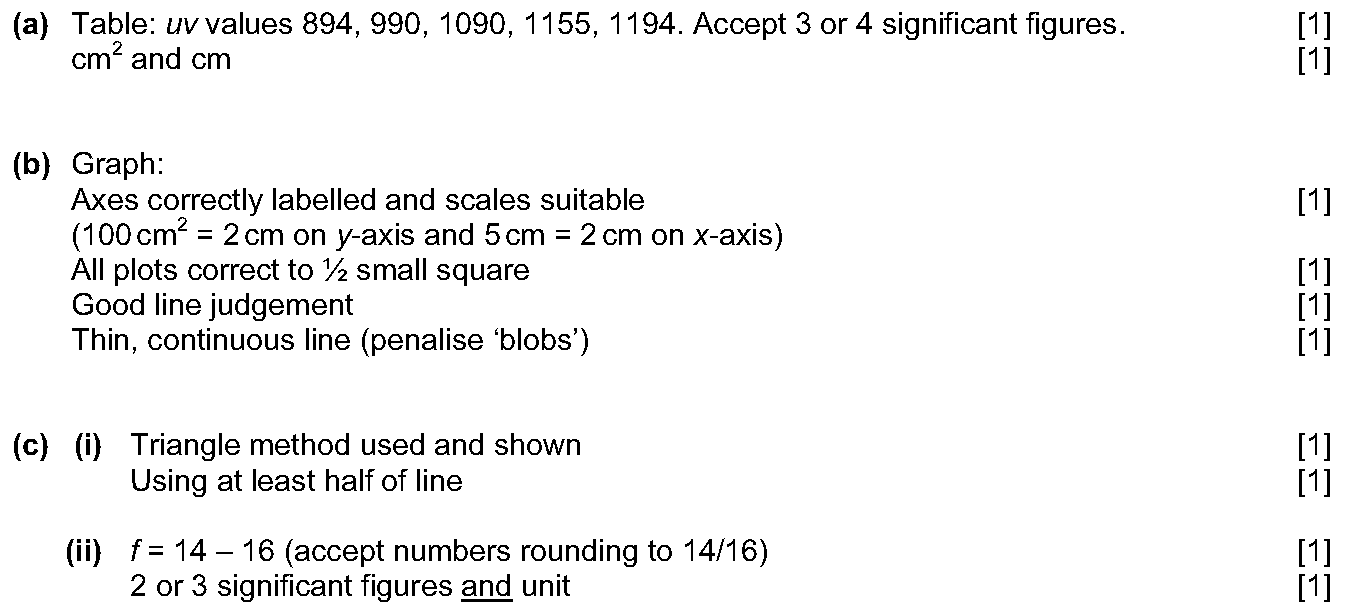 (a) Table: uv values 894, 990, 1090, 1155, 1194. Accept 3 or 4 significant figures. [1]
cm² and cm [1]
(b) Graph:
Axes correctly labelled and scales suitable [1]
(100 cm² = 2 cm on y-axis and 5 cm = 2 cm on x-axis)
All plots correct to ½ small square [1]
Good line judgement [1]
Thin, continuous line (penalise ‘blobs’) [1]
(c) (i) Triangle method used and shown [1]
Using at least half of line [1]
(ii) f = 14 – 16 (accept numbers rounding to 14/16) [1]
2 or 3 significant figures and unit [1]